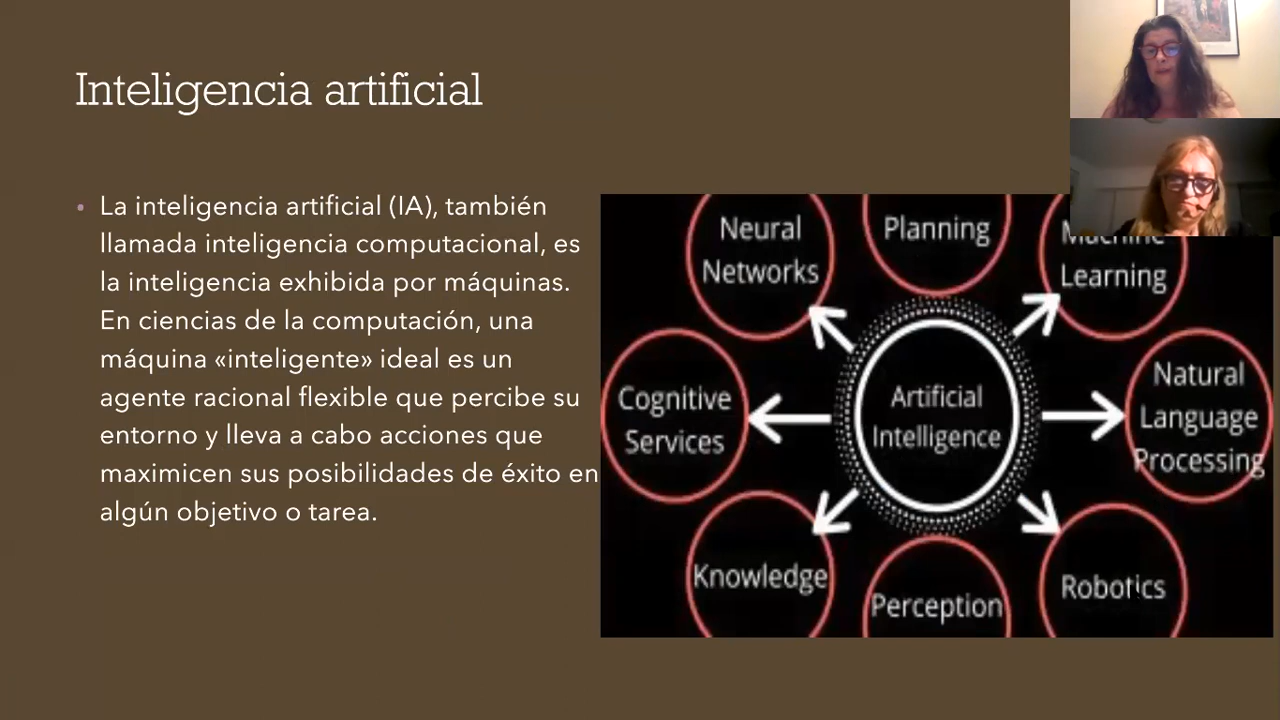 Inteligencia artificial
La inteligencia artificial (IA), también
llamada inteligencia computacional, es
la inteligencia exhibida por máquinas.
En ciencias de la computación, una
máquina «inteligente» ideal es un
agente racional flexible que percibe su
entorno y lleva a cabo acciones que
maximicen sus posibilidades de éxito en
algún objetivo o tarea.
Neural
Networks
Planning
Machine
Learning
Cognitive
Services
Artificial
Intelligence
Natural
Language
Processing
Knowledge
Perception
Robotics